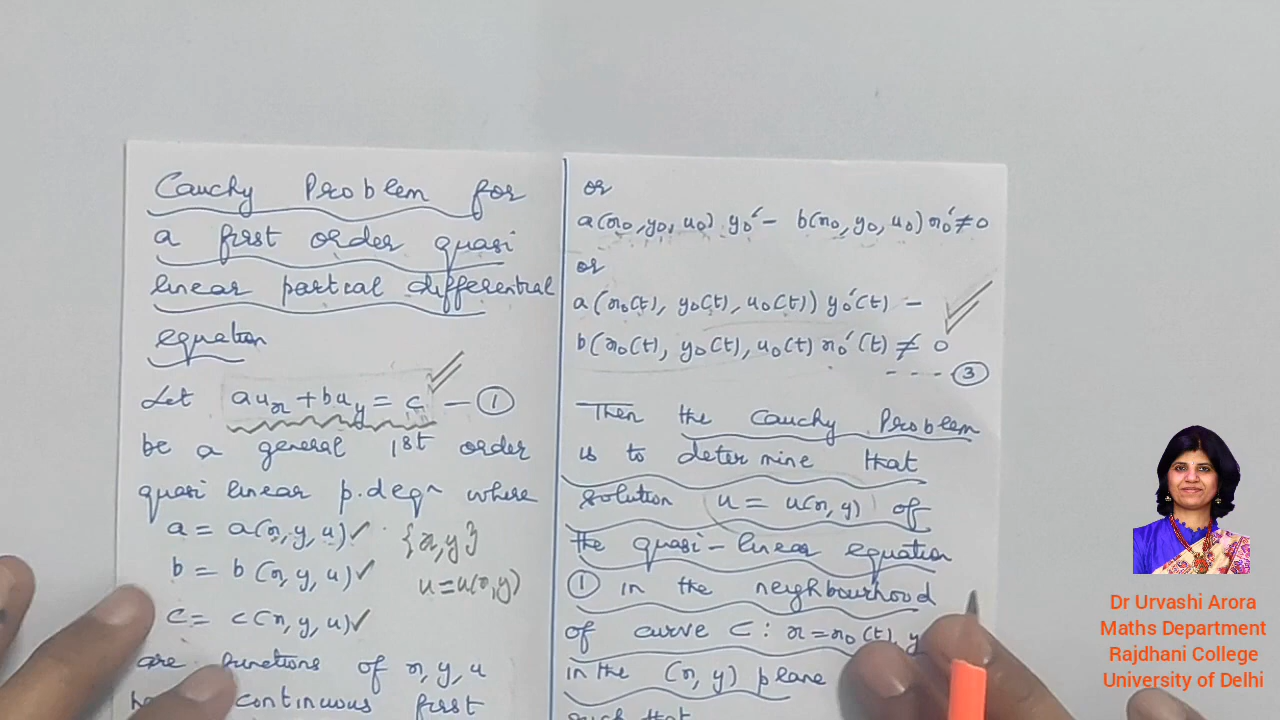 Cauchy Problem for
a first order quasi
linear partial differential
equation
Let au_x + bu_y = c — ①
be a general 1st order
quasi linear p.deqn where
a = a(x, y, u) ✓
b = b(x, y, u) ✓
c = c(x, y, u) ✓
{x, y}
u = u(x, y)
are functions of x, y, u
continuous first
or
a(x₀, y₀, u₀) y₀′ − b(x₀, y₀, u₀) x₀′ ≠ 0
or
a(x₀(t), y₀(t), u₀(t)) y₀′(t) −
b(x₀(t), y₀(t), u₀(t) x₀′(t) ≠ 0
---- ③
Then the Cauchy Problem
is to determine that
solution u = u(x, y) of
the quasi-linear equation
① in the neighbourhood
of curve C : x = x₀(t), y
in the (x, y) plane
such that
Dr Urvashi Arora
Maths Department
Rajdhani College
University of Delhi